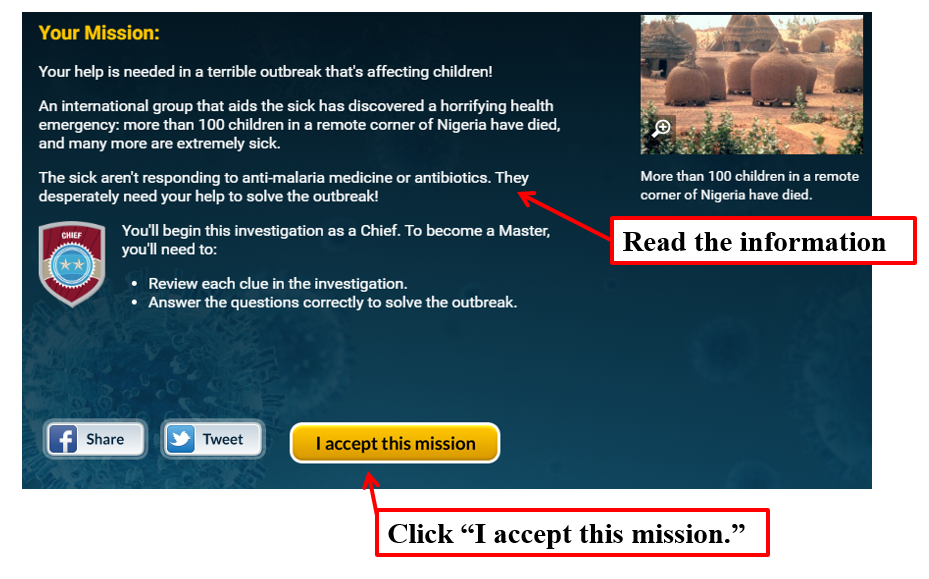 Your Mission:
Your help is needed in a terrible outbreak that's affecting children!
An international group that aids the sick has discovered a horrifying health
emergency: more than 100 children in a remote corner of Nigeria have died,
and many more are extremely sick.
The sick aren't responding to anti-malaria medicine or antibiotics. They
desperately need your help to solve the outbreak!
More than 100 children in a remote
corner of Nigeria have died.
Read the information
CHIEF
You'll begin this investigation as a Chief. To become a Master,
you'll need to:
• Review each clue in the investigation.
• Answer the questions correctly to solve the outbreak.
Share
Tweet
I accept this mission
Click “I accept this mission.”